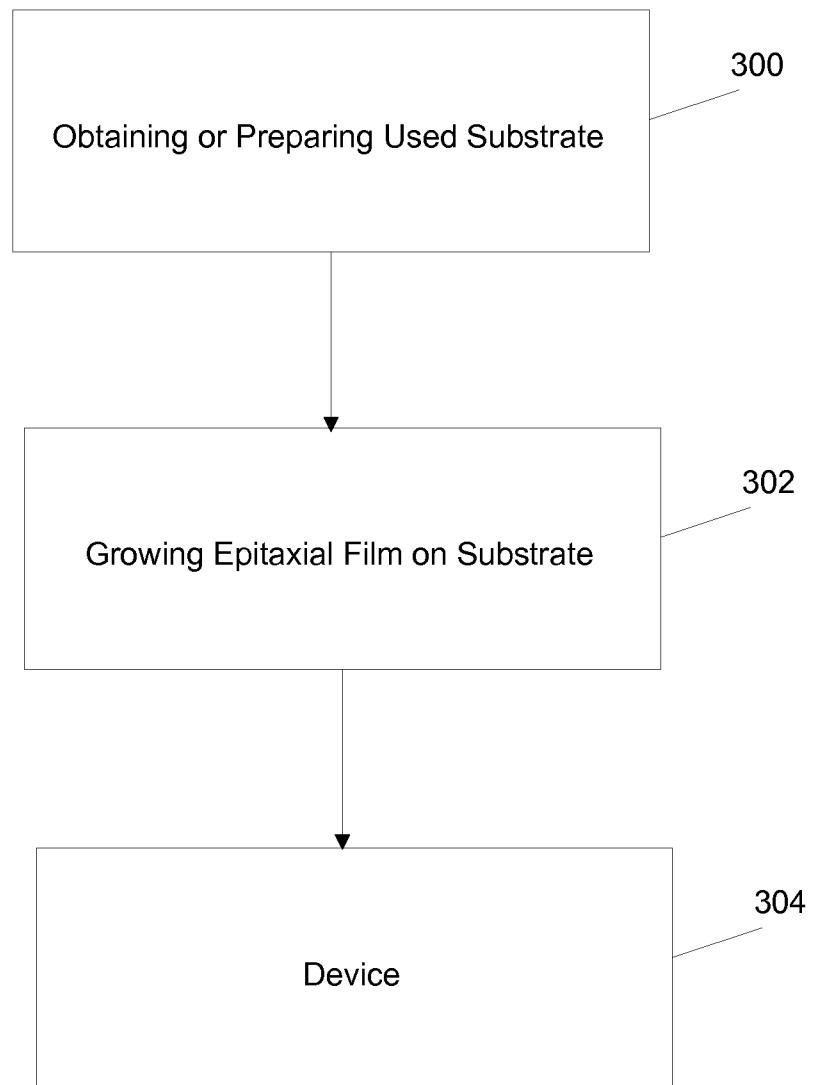 300
Obtaining or Preparing Used Substrate
302
Growing Epitaxial Film on Substrate
304
Device